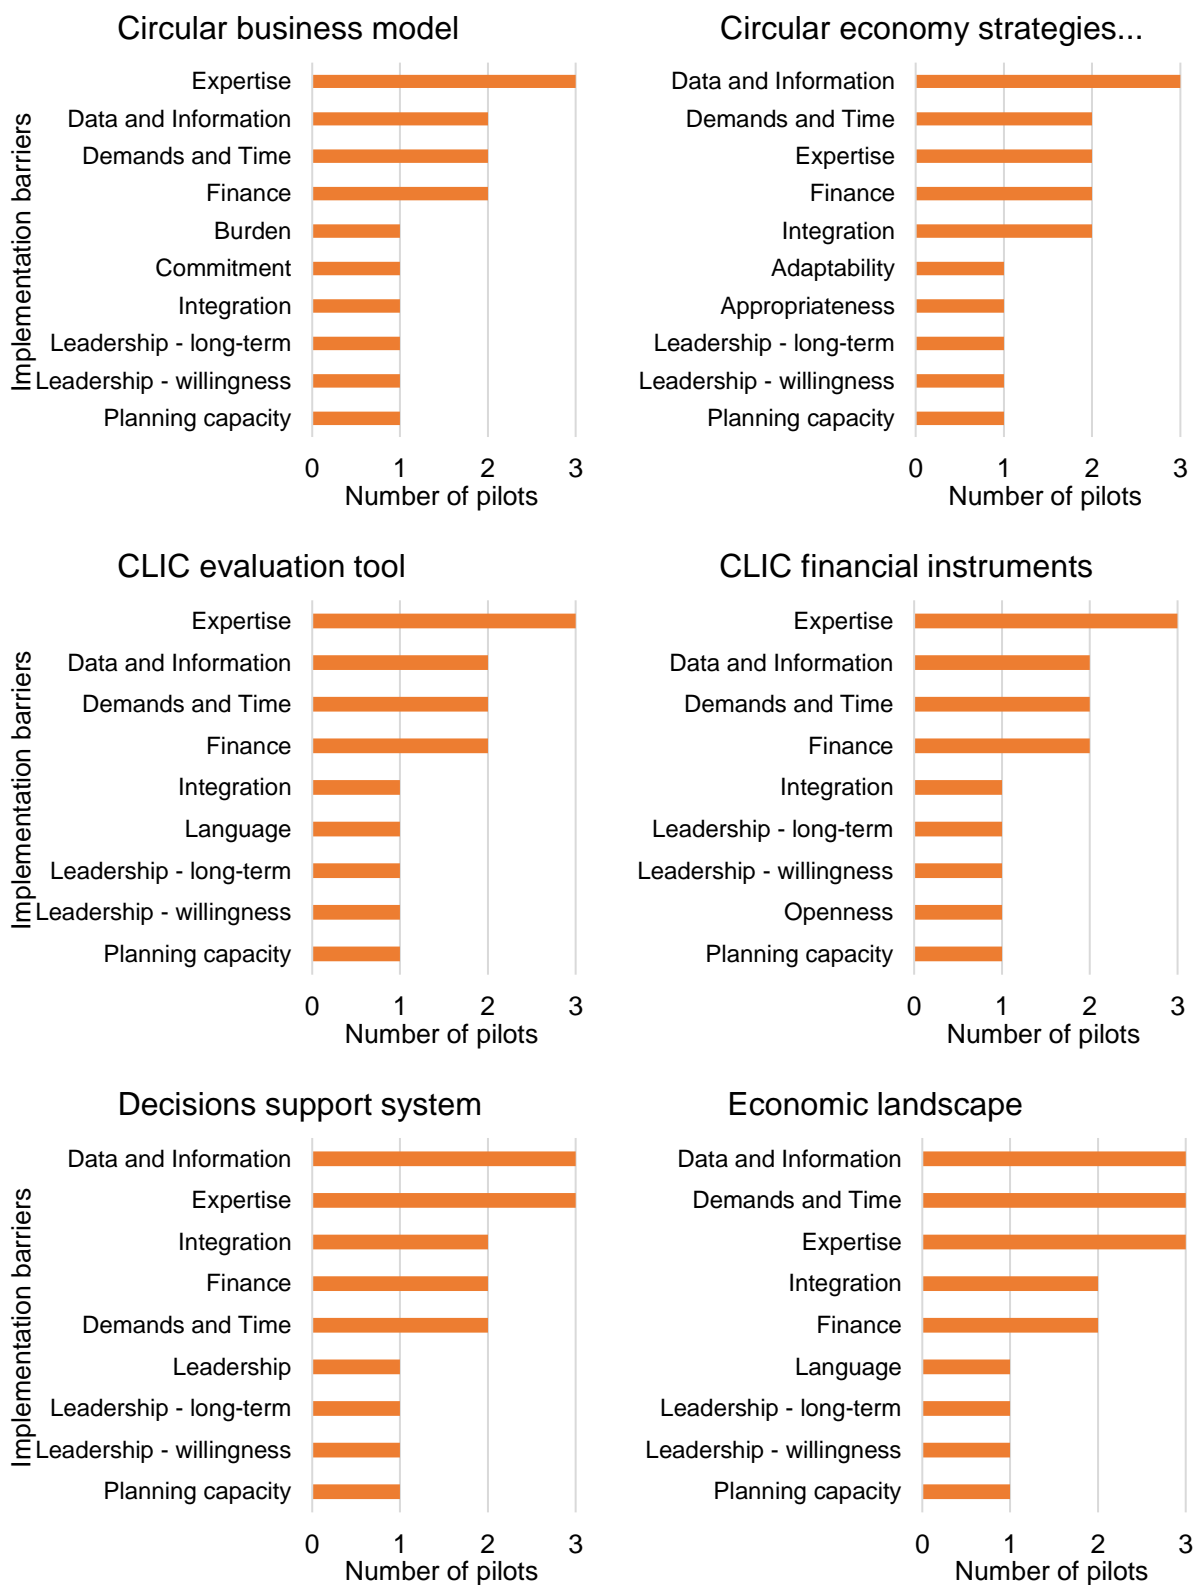 Circular business model
Implementation barriers
Expertise
Data and Information
Demands and Time
Finance
Burden
Commitment
Integration
Leadership - long-term
Leadership - willingness
Planning capacity
0 1 2 3
Number of pilots
Circular economy strategies...
Data and Information
Demands and Time
Expertise
Finance
Integration
Adaptability
Appropriateness
Leadership - long-term
Leadership - willingness
Planning capacity
0 1 2 3
Number of pilots
CLIC evaluation tool
Implementation barriers
Expertise
Data and Information
Demands and Time
Finance
Integration
Language
Leadership - long-term
Leadership - willingness
Planning capacity
0 1 2 3
Number of pilots
CLIC financial instruments
Expertise
Data and Information
Demands and Time
Finance
Integration
Leadership - long-term
Leadership - willingness
Openness
Planning capacity
0 1 2 3
Number of pilots
Decisions support system
Implementation barriers
Data and Information
Expertise
Integration
Finance
Demands and Time
Leadership
Leadership - long-term
Leadership - willingness
Planning capacity
0 1 2 3
Number of pilots
Economic landscape
Data and Information
Demands and Time
Expertise
Integration
Finance
Language
Leadership - long-term
Leadership - willingness
Planning capacity
0 1 2 3
Number of pilots